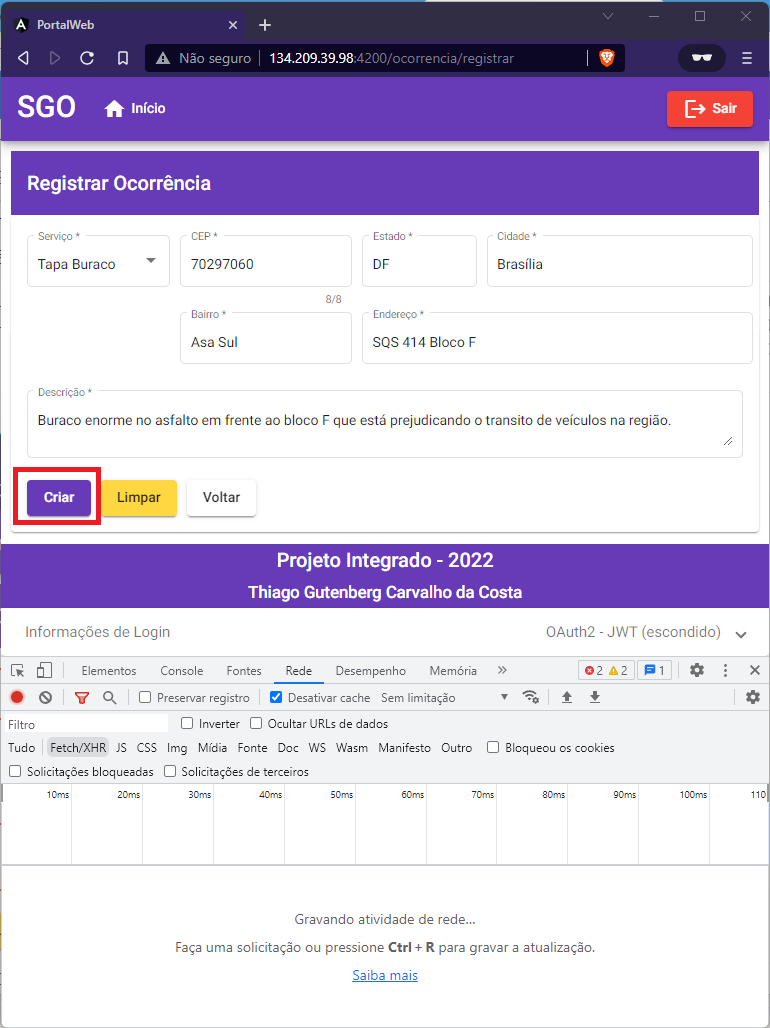 PortalWeb
Não seguro 134.209.39.98:4200/ocorrencia/registrar
SGO Início Sair
Registrar Ocorrência
Serviço * CEP * Estado * Cidade *
Tapa Buraco 70297060 DF Brasília
8/8
Bairro * Endereço *
Asa Sul SQS 414 Bloco F
Descrição *
Buraco enorme no asfalto em frente ao bloco F que está prejudicando o transito de veículos na região.
Criar Limpar Voltar
Projeto Integrado - 2022
Thiago Gutenberg Carvalho da Costa
Informações de Login OAuth2 - JWT (escondido)
Elementos Console Fontes Rede Desempenho Memória » 2 2 1
Preservar registro Desativar cache Sem limitação
Filtro Inverter Ocultar URLs de dados
Tudo Fetch/XHR JS CSS Img Mídia Fonte Doc WS Wasm Manifesto Outro Bloqueou os cookies
Solicitações bloqueadas Solicitações de terceiros
10ms 20ms 30ms 40ms 50ms 60ms 70ms 80ms 90ms 100ms 110
Gravando atividade de rede...
Faça uma solicitação ou pressione Ctrl + R para gravar a atualização.
Saiba mais